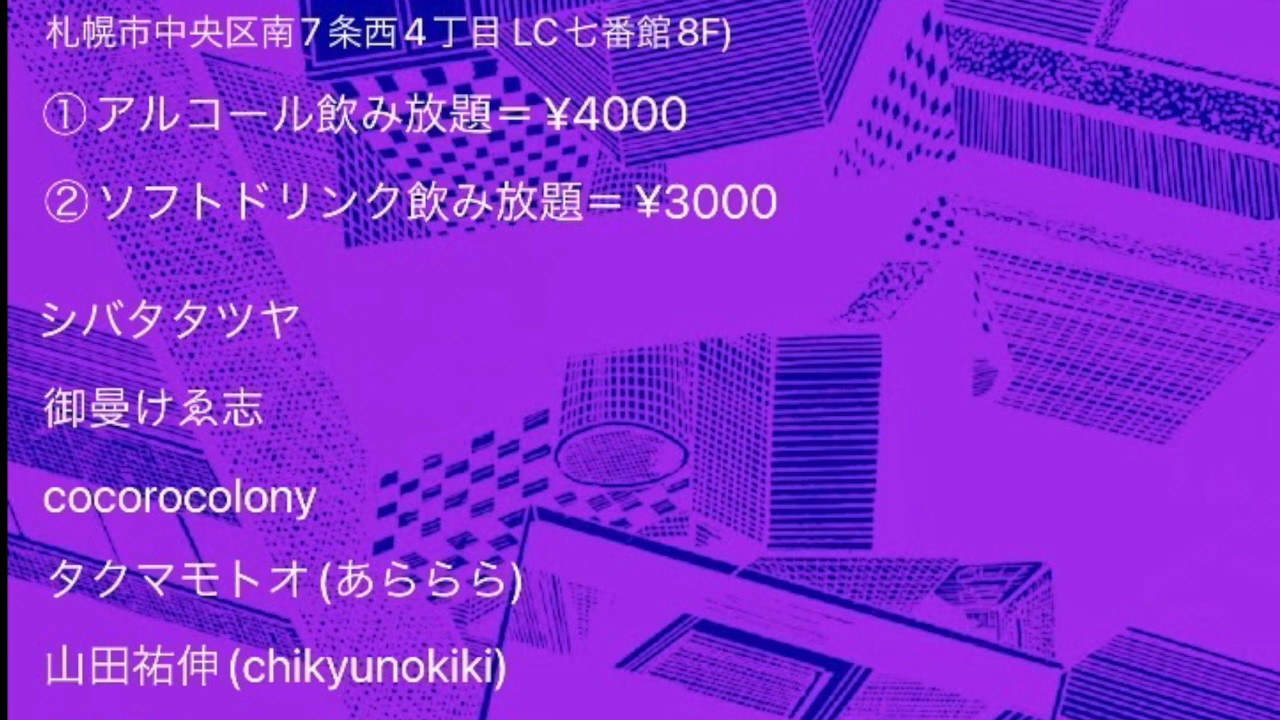 札幌市中央区南7条西4丁目 LC七番館8F)
①アルコール飲み放題＝¥4000
②ソフトドリンク飲み放題＝¥3000
シバタタツヤ
御曼けゑ志
cocorocolony
タクマモトオ(あららら)
山田祐伸(chikyunokiki)